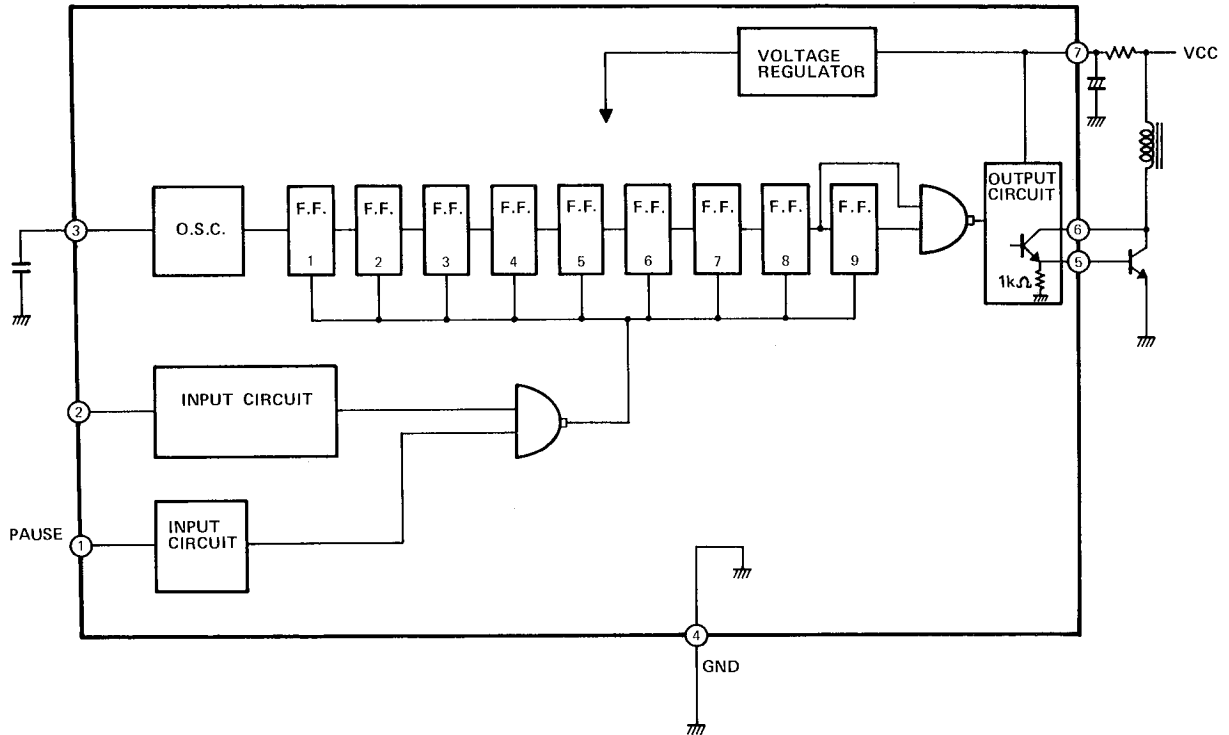 VOLTAGE
REGULATOR
7
VCC
O.S.C.
F.F.
1
F.F.
2
F.F.
3
F.F.
4
F.F.
5
F.F.
6
F.F.
7
F.F.
8
F.F.
9
OUTPUT
CIRCUIT
1kΩ
6
5
3
2
INPUT CIRCUIT
PAUSE
1
INPUT
CIRCUIT
4
GND